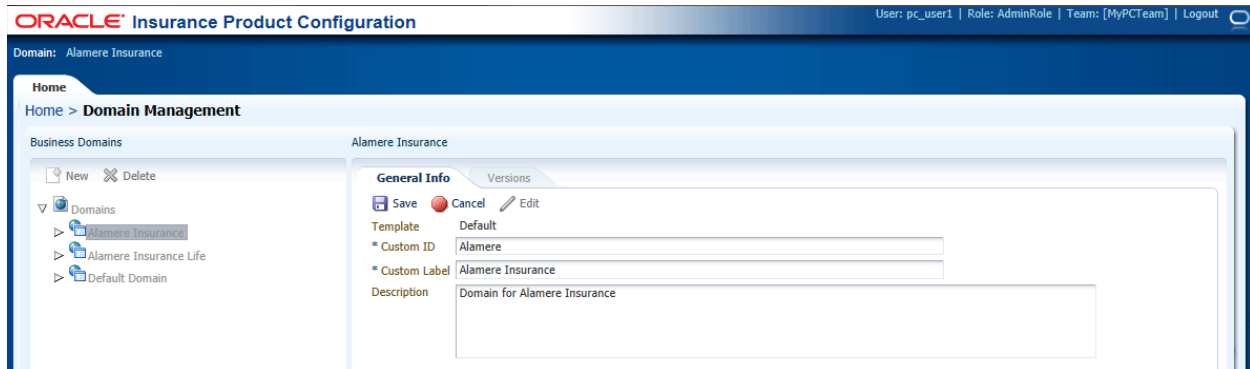 ORACLE Insurance Product Configuration
User: pc_user1 | Role: AdminRole | Team: [MyPCTeam] | Logout
Domain: Alamere Insurance
Home
Home > Domain Management
Business Domains
New Delete
Domains
Alamere Insurance
Alamere Insurance Life
Default Domain
Alamere Insurance
General Info Versions
Save Cancel Edit
Template Default
* Custom ID Alamere
* Custom Label Alamere Insurance
Description Domain for Alamere Insurance